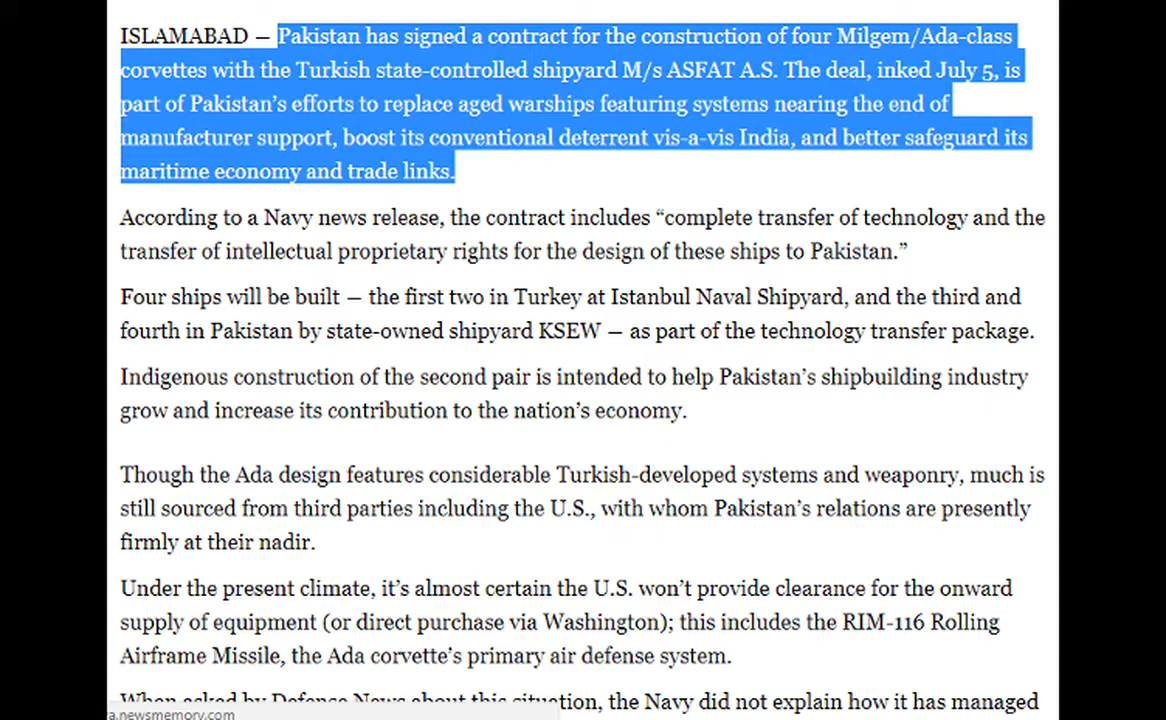 ISLAMABAD — Pakistan has signed a contract for the construction of four Milgem/Ada-class
corvettes with the Turkish state-controlled shipyard M/s ASFAT A.S. The deal, inked July 5, is
part of Pakistan’s efforts to replace aged warships featuring systems nearing the end of
manufacturer support, boost its conventional deterrent vis-a-vis India, and better safeguard its
maritime economy and trade links.
According to a Navy news release, the contract includes “complete transfer of technology and the
transfer of intellectual proprietary rights for the design of these ships to Pakistan.”
Four ships will be built — the first two in Turkey at Istanbul Naval Shipyard, and the third and
fourth in Pakistan by state-owned shipyard KSEW — as part of the technology transfer package.
Indigenous construction of the second pair is intended to help Pakistan’s shipbuilding industry
grow and increase its contribution to the nation’s economy.
Though the Ada design features considerable Turkish-developed systems and weaponry, much is
still sourced from third parties including the U.S., with whom Pakistan’s relations are presently
firmly at their nadir.
Under the present climate, it’s almost certain the U.S. won’t provide clearance for the onward
supply of equipment (or direct purchase via Washington); this includes the RIM-116 Rolling
Airframe Missile, the Ada corvette’s primary air defense system.
When asked by Defense News about this situation, the Navy did not explain how it has managed
a.newsmemory.com